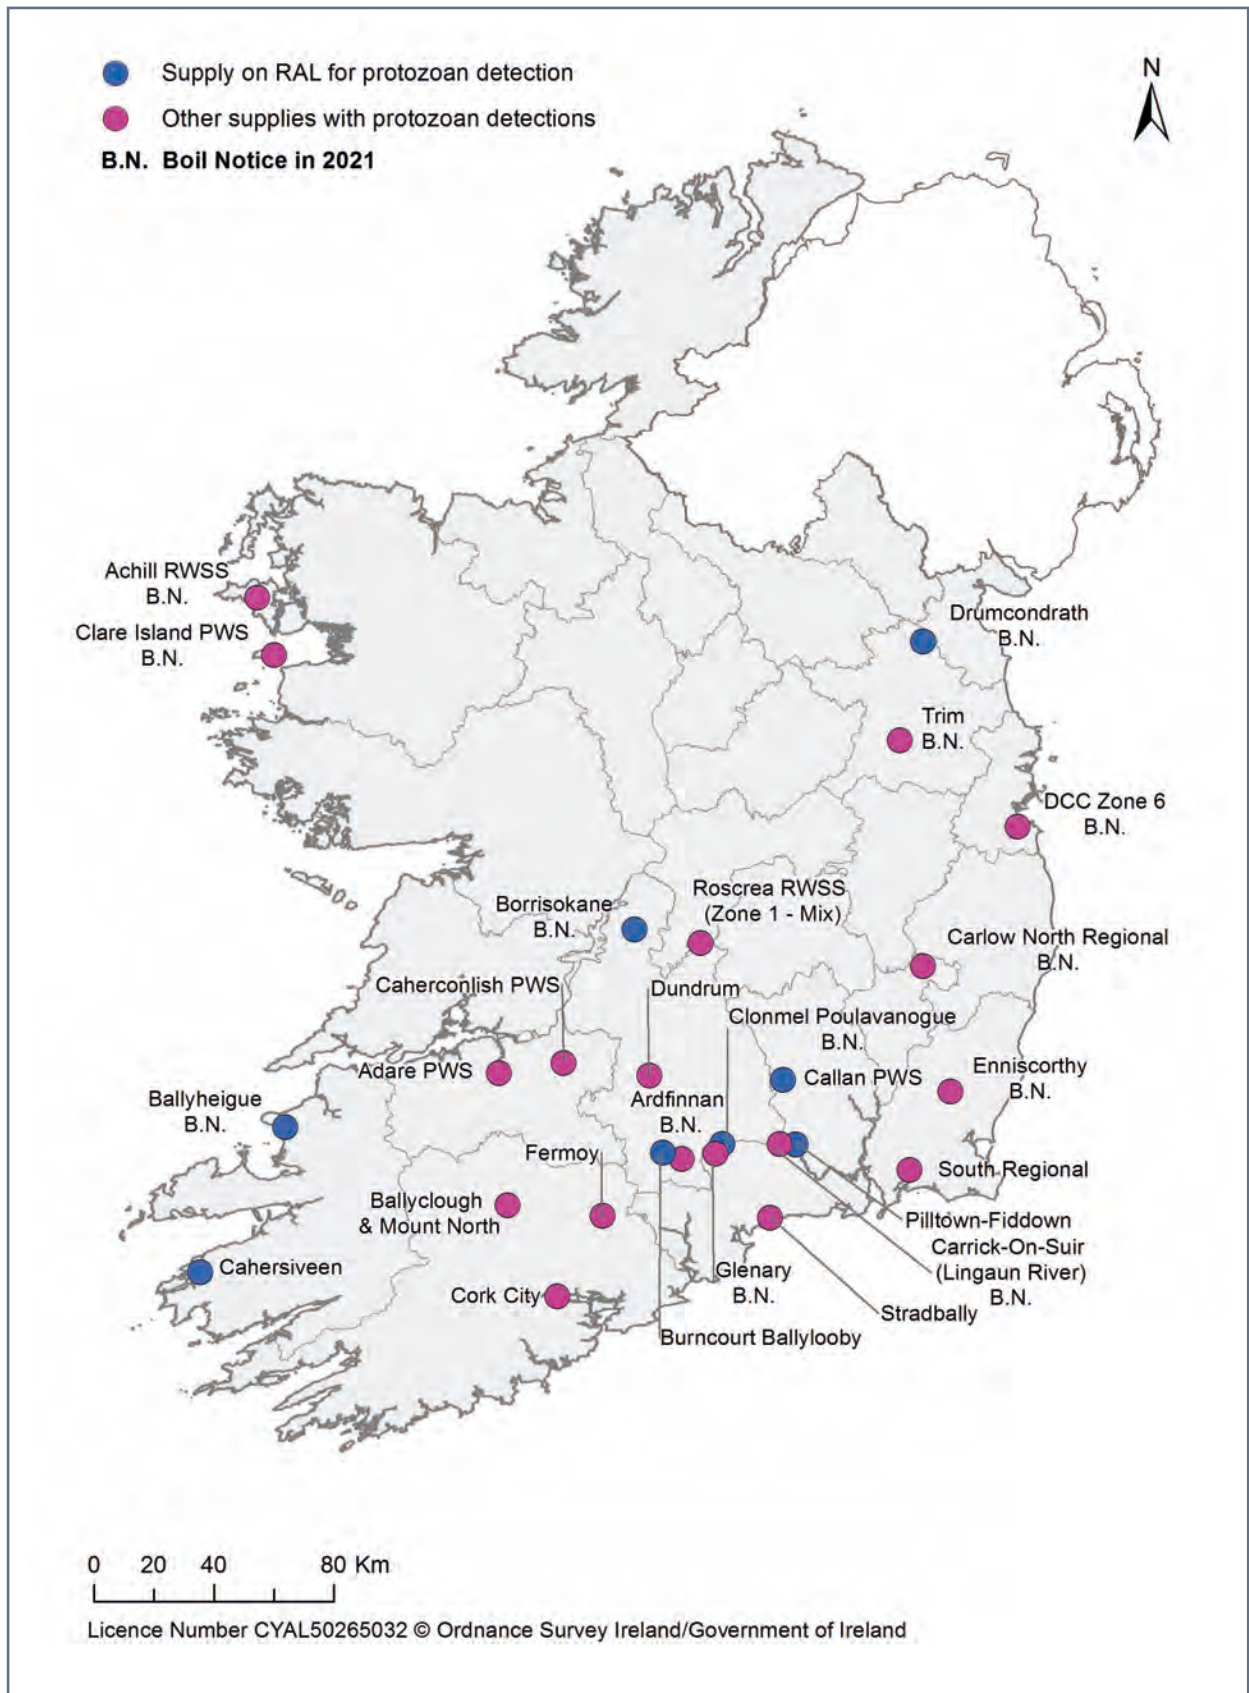 Supply on RAL for protozoan detection
Other supplies with protozoan detections
B.N. Boil Notice in 2021
N
Achill RWSS
B.N.
Clare Island PWS
B.N.
Drumcondrath
B.N.
Trim
B.N.
DCC Zone 6
B.N.
Borrisokane
B.N.
Roscrea RWSS
(Zone 1 - Mix)
Carlow North Regional
B.N.
Caherconlish PWS
Dundrum
Clonmel Poulavanogue
B.N.
Adare PWS
Callan PWS
Enniscorthy
B.N.
Ballyheigue
B.N.
Ardfinnan
B.N.
Fermoy
South Regional
Ballyclough
& Mount North
Pilltown-Fiddown
Carrick-On-Suir
(Lingaun River)
B.N.
Cahersiveen
Glenary
B.N.
Cork City
Stradbally
Burncourt Ballylooby
0 20 40 80 Km
Licence Number CYAL50265032 © Ordnance Survey Ireland/Government of Ireland